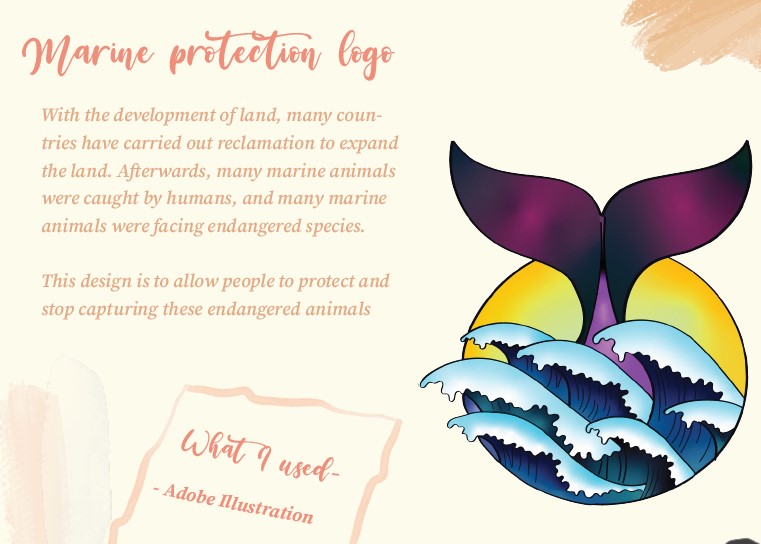 Marine protection logo
With the development of land, many coun-
tries have carried out reclamation to expand
the land. Afterwards, many marine animals
were caught by humans, and many marine
animals were facing endangered species.
This design is to allow people to protect and
stop capturing these endangered animals
What I used-
- Adobe Illustration